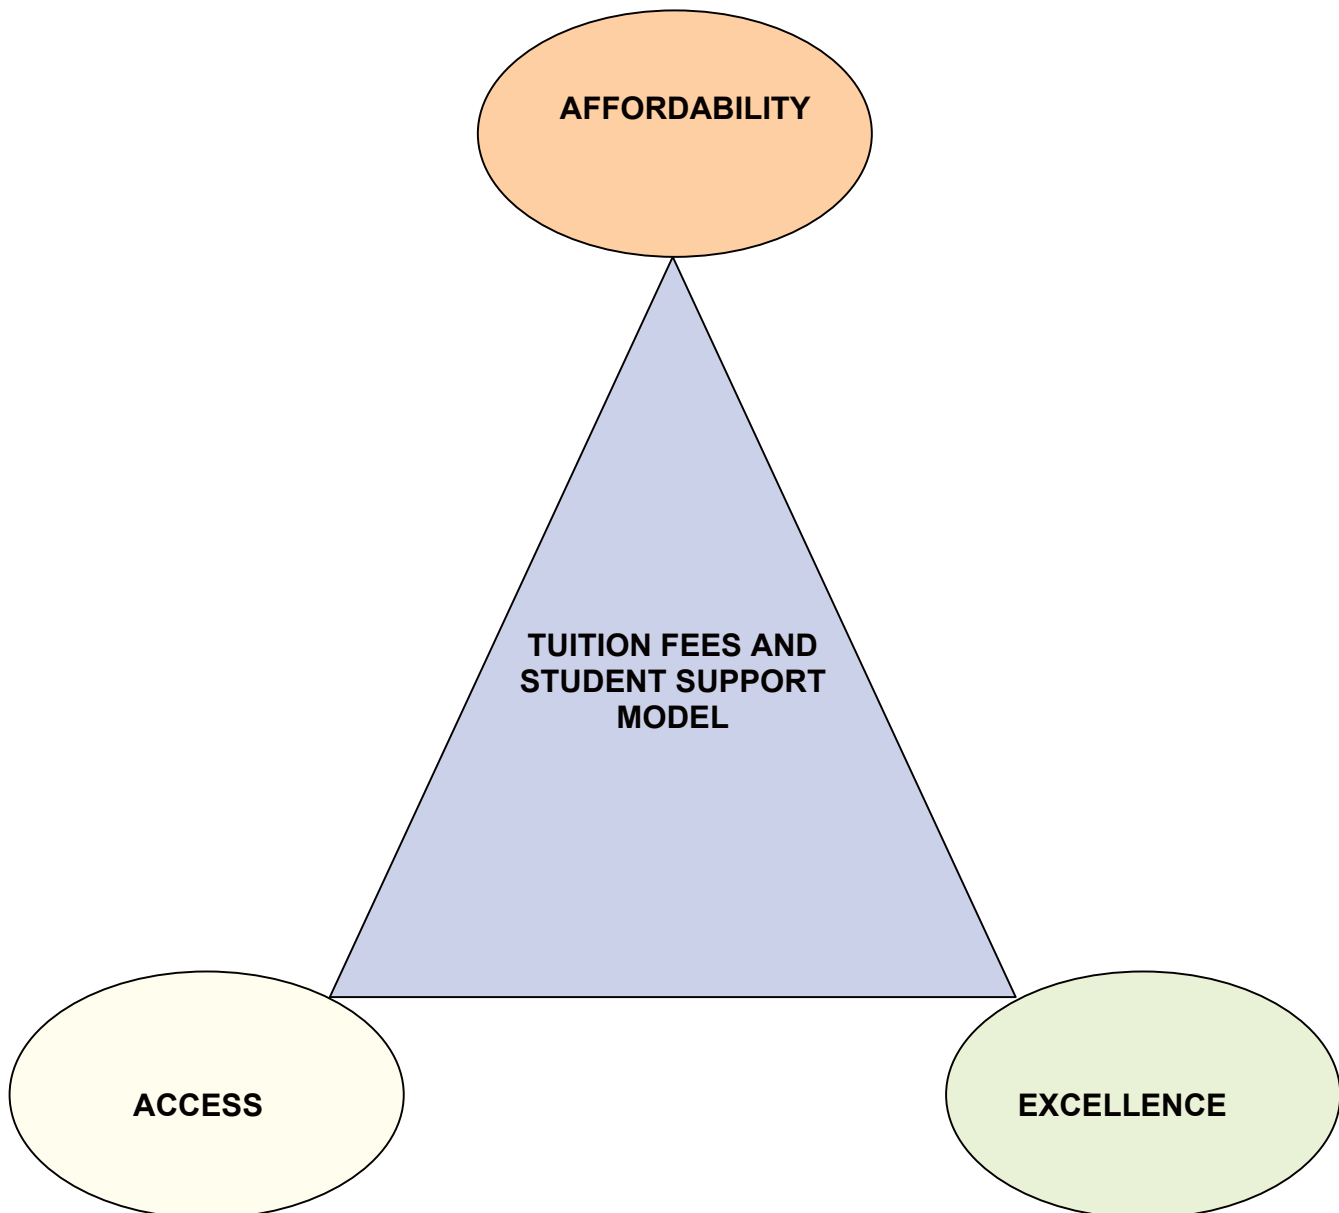 AFFORDABILITY
TUITION FEES AND
STUDENT SUPPORT
MODEL
ACCESS
EXCELLENCE